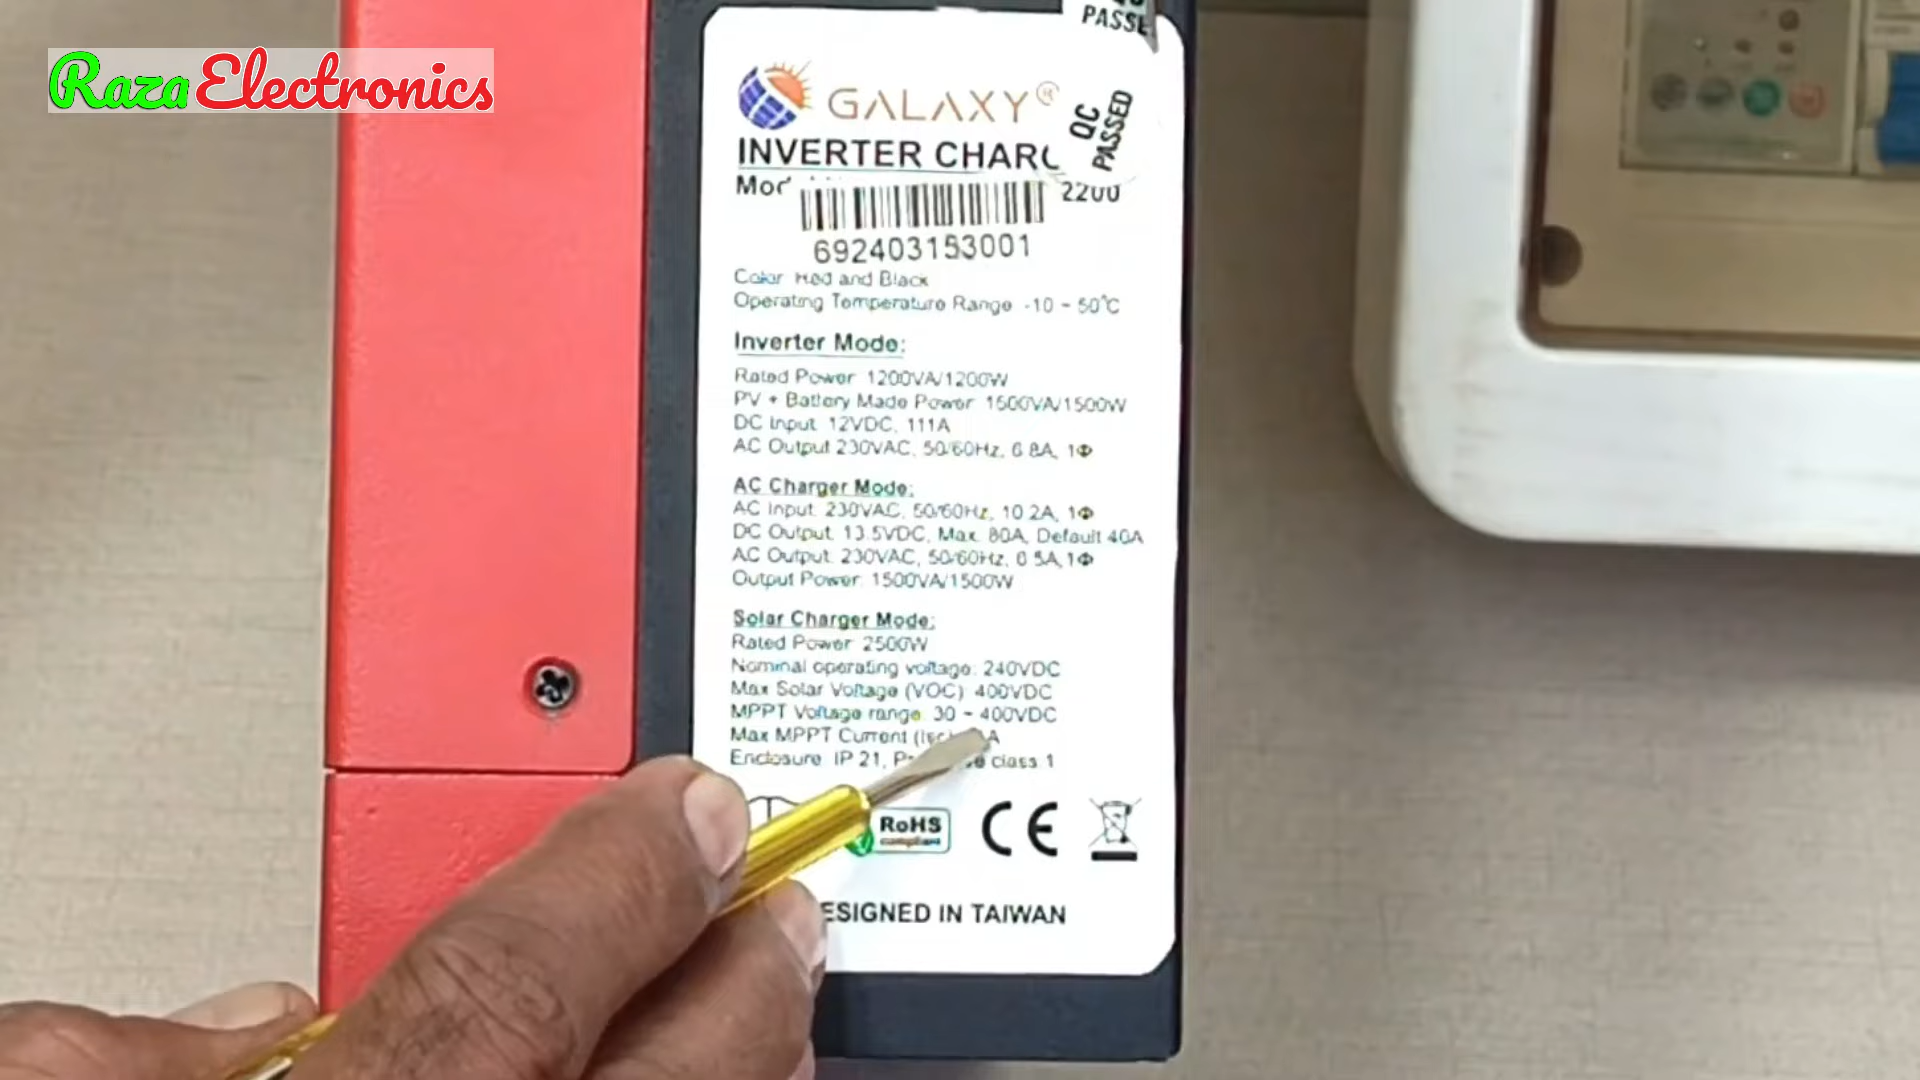 Raza Electronics
PASSE
GALAXY
QC PASSED
INVERTER CHARG
2200
692403153001
Color: Red and Black
Operating Temperature Range: -10 ~ 50°C
Inverter Mode:
Rated Power: 1200VA/1200W
PV + Battery Made Power: 1500VA/1500W
DC Input: 12VDC, 111A
AC Output 230VAC, 50/60Hz, 6.8A, 1Φ
AC Charger Mode:
AC Input: 230VAC, 50/60Hz, 10.2A, 1Φ
DC Output: 13.5VDC, Max. 80A, Default 40A
AC Output: 230VAC, 50/60Hz, 6.5A, 1Φ
Output Power: 1500VA/1500W
Solar Charger Mode:
Rated Power: 2500W
Nominal operating voltage: 240VDC
Max Solar Voltage (VOC): 400VDC
MPPT Voltage range: 30 ~ 400VDC
Max MPPT Current (Isc)
Enclosure: IP 21, class 1
RoHS
compliant
CE
ESIGNED IN TAIWAN